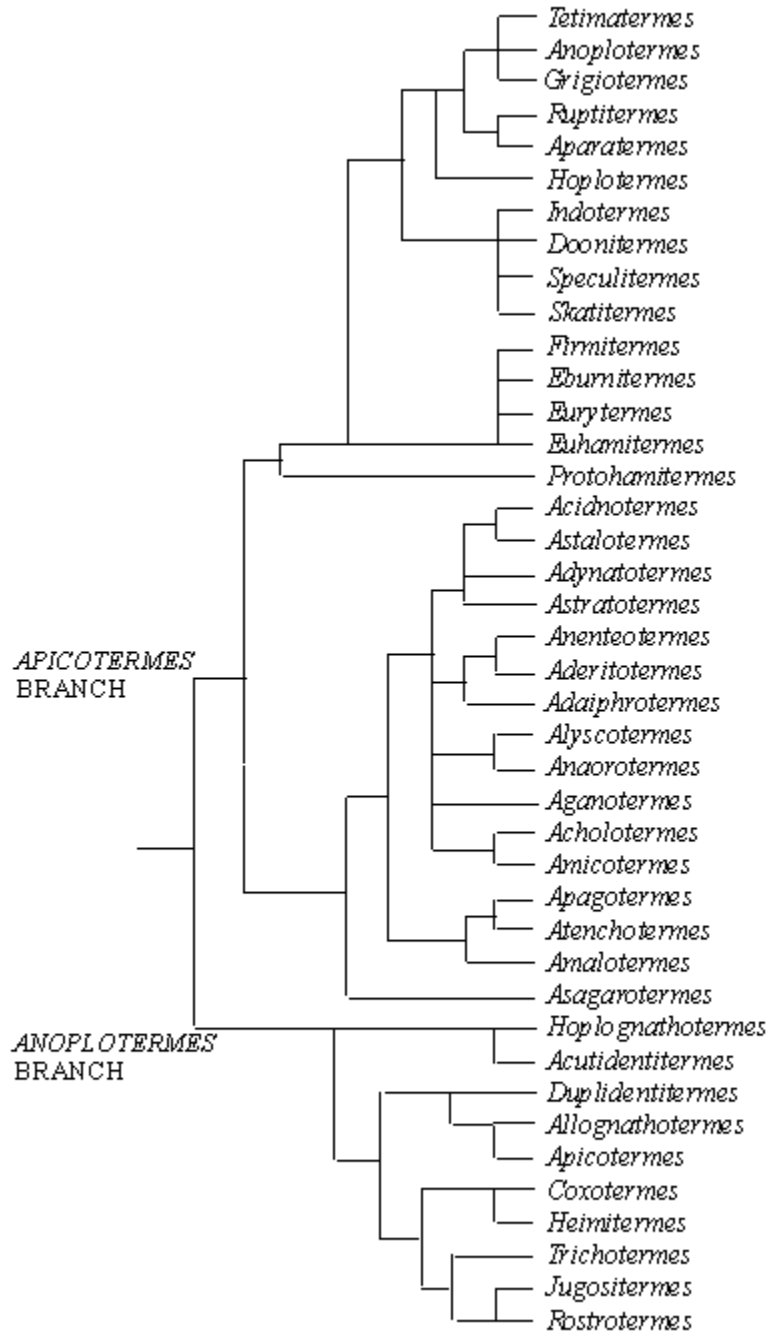 Tetimatermes
Anoplotermes
Grigiotermes
Ruptitermes
Aparatermes
Hoplotermes
Indotermes
Doonitermes
Speculitermes
Skatitermes
Firmitermes
Eburnitermes
Eurytermes
Euhamitermes
Protohamitermes
Acidnotermes
Astalotermes
Adynatotermes
Astratotermes
Anenteotermes
Aderitotermes
Adaiphrotermes
Alyscotermes
Anaorotermes
Aganotermes
Acholotermes
Amicotermes
Apagotermes
Atenchotermes
Amalotermes
Asagarotermes
Hoplognathotermes
Acutidentitermes
Duplidentitermes
Allognathotermes
Apicotermes
Coxotermes
Heimitermes
Trichotermes
Jugositermes
Rostrotermes
APICOTERMES
BRANCH
ANOPLOTERMES
BRANCH